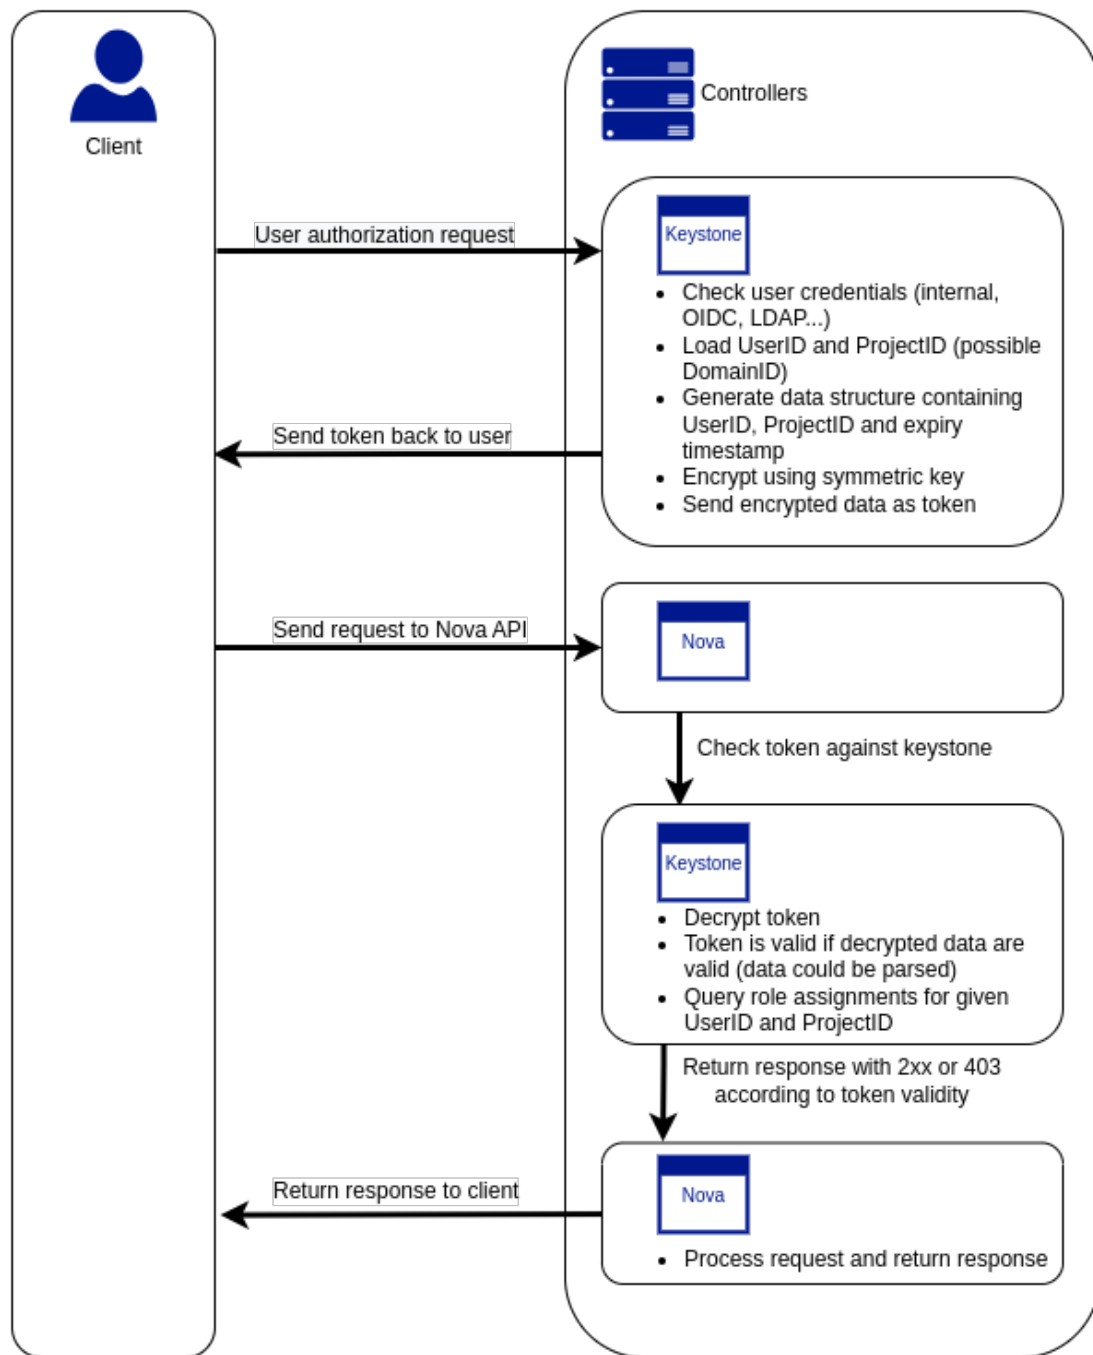 Client
Controllers
User authorization request
Keystone
• Check user credentials (internal,
OIDC, LDAP...)
• Load UserID and ProjectID (possible
DomainID)
• Generate data structure containing
UserID, ProjectID and expiry
timestamp
• Encrypt using symmetric key
• Send encrypted data as token
Send token back to user
Send request to Nova API
Nova
Check token against keystone
Keystone
• Decrypt token
• Token is valid if decrypted data are
valid (data could be parsed)
• Query role assignments for given
UserID and ProjectID
Return response with 2xx or 403
according to token validity
Nova
• Process request and return response
Return response to client